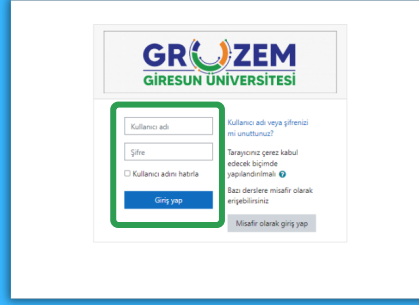 GRUZEM
GİRESUN ÜNİVERSİTESİ
Kullanıcı adı
Şifre
Kullanıcı adını hatırla
Giriş yap
Kullanıcı adı veya şifrenizi
mi unuttunuz?
Tarayıcınız çerez kabul
edecek biçimde
yapılandırılmalı
Bazı derslere misafir olarak
erişebilirsiniz
Misafir olarak giriş yap